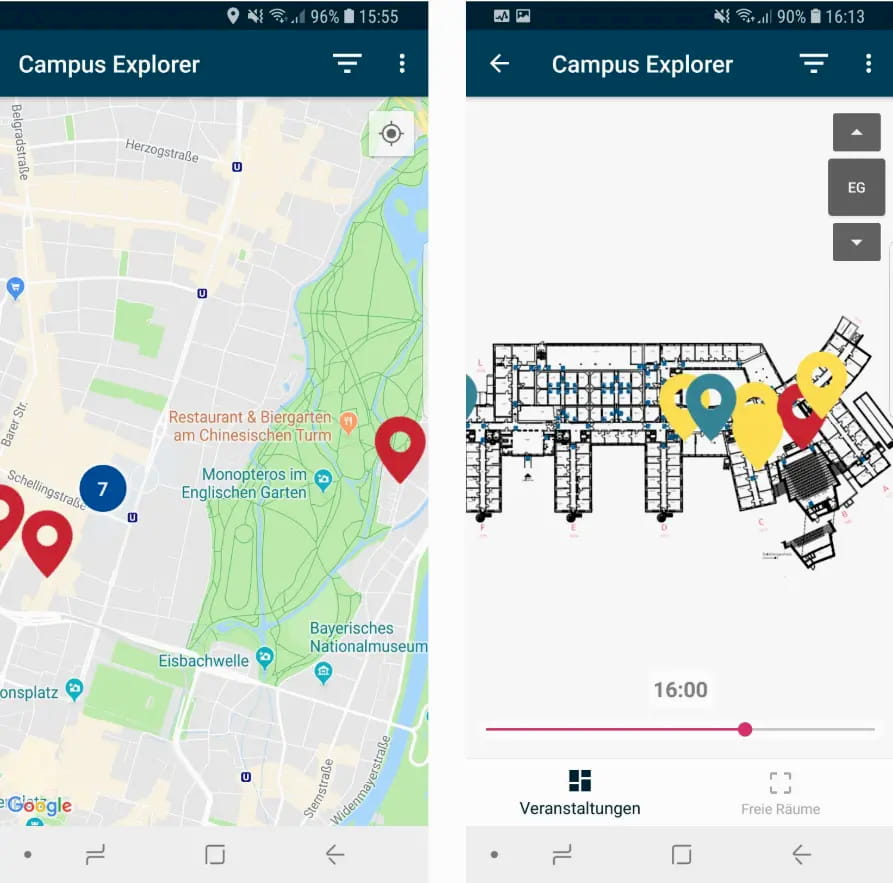 96% 15:55
Campus Explorer
Belgradstraße
Herzogstraße
U
U
Barer Str.
Restaurant & Biergarten
am Chinesischen Turm
Monopteros im
Englischen Garten
Schellingstraße
7
U
Bayerisches
Nationalmuseum
Eisbachwelle
onsplatz
U
Sternstraße
Widenmayerstraße
Google
90% 16:13
Campus Explorer
EG
L
F
E
D
C
B
A
16:00
Veranstaltungen
Freie Räume